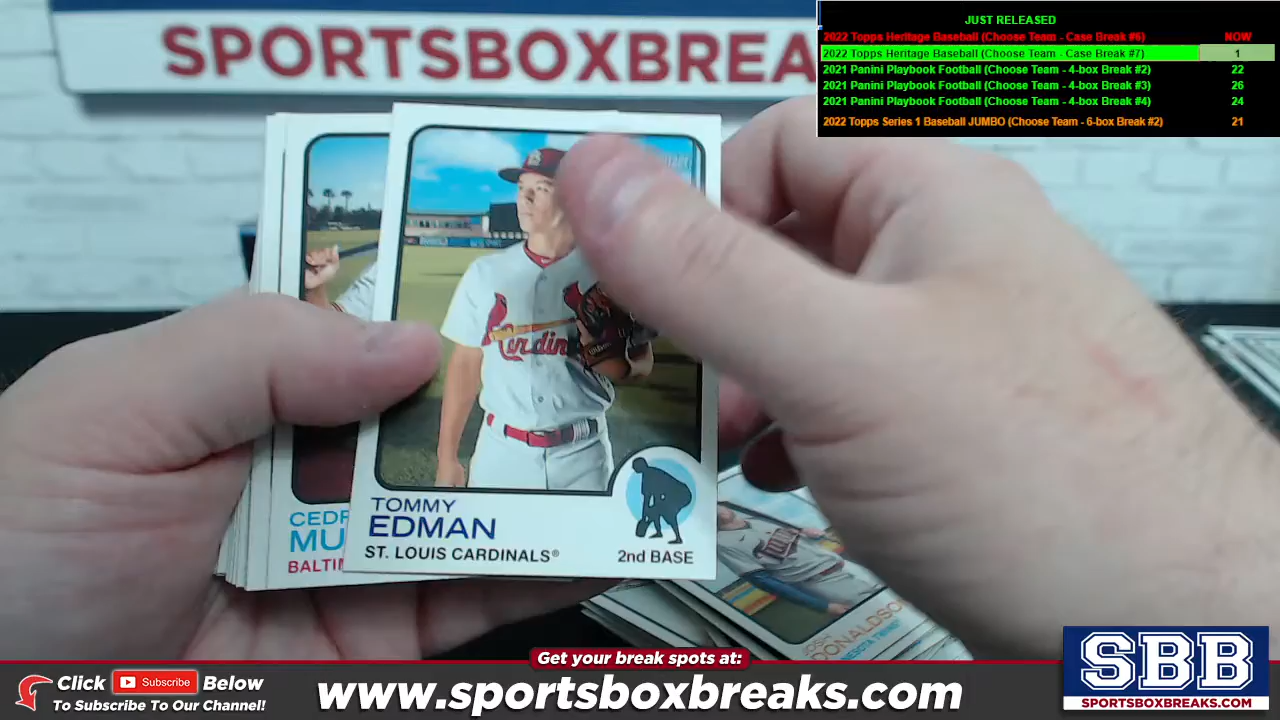 SPORTSBOXBREA
JUST RELEASED
2022 Topps Heritage Baseball (Choose Team - Case Break #6) NOW
2022 Topps Heritage Baseball (Choose Team - Case Break #7) 1
2021 Panini Playbook Football (Choose Team - 4-box Break #2) 22
2021 Panini Playbook Football (Choose Team - 4-box Break #3) 26
2021 Panini Playbook Football (Choose Team - 4-box Break #4) 24
2022 Topps Series 1 Baseball JUMBO (Choose Team - 6-box Break #2) 21
Cardin
TOMMY
EDMAN
ST. LOUIS CARDINALS®
2nd BASE
CEDR
MU
BALTIM
Twins
DONALDSO
Get your break spots at:
Click Subscribe Below
To Subscribe To Our Channel!
www.sportsboxbreaks.com
SBB
SPORTSBOXBREAKS.COM